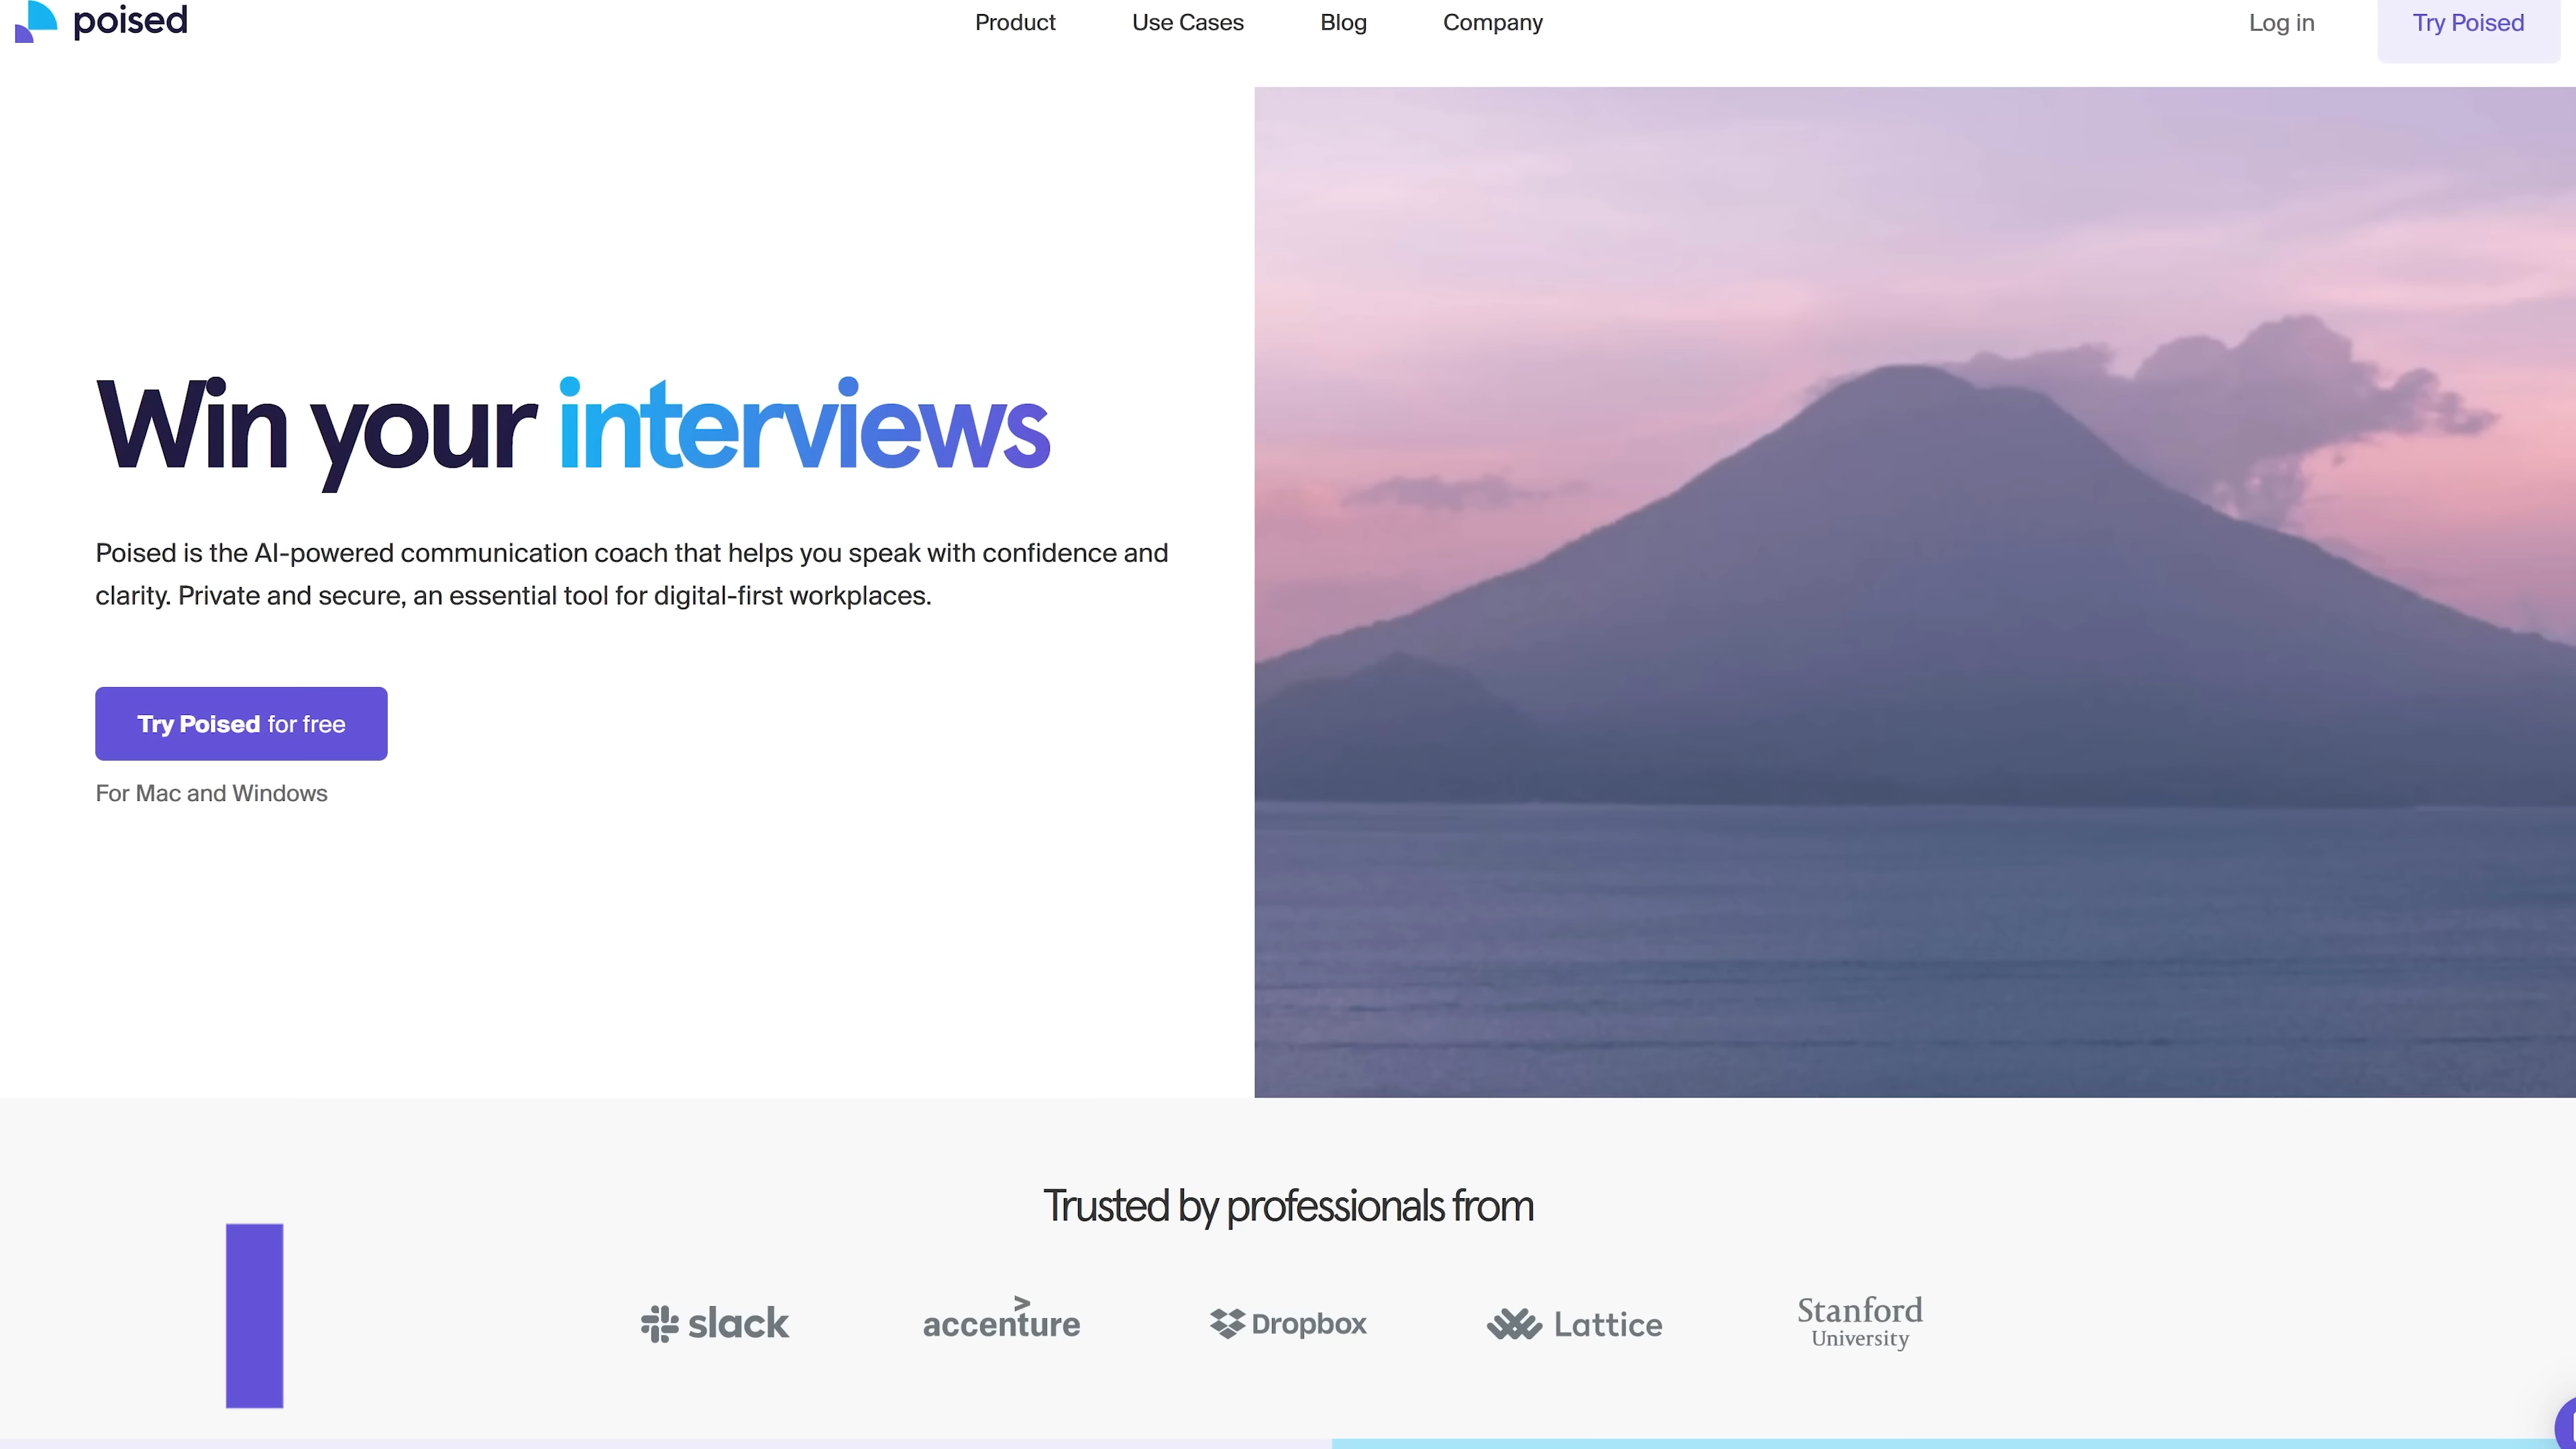 poised
Product
Use Cases
Blog
Company
Log in
Try Poised
Win your interviews
Poised is the AI-powered communication coach that helps you speak with confidence and
clarity. Private and secure, an essential tool for digital-first workplaces.
Try Poised for free
For Mac and Windows
Trusted by professionals from
slack
accenture
Dropbox
Lattice
Stanford
University